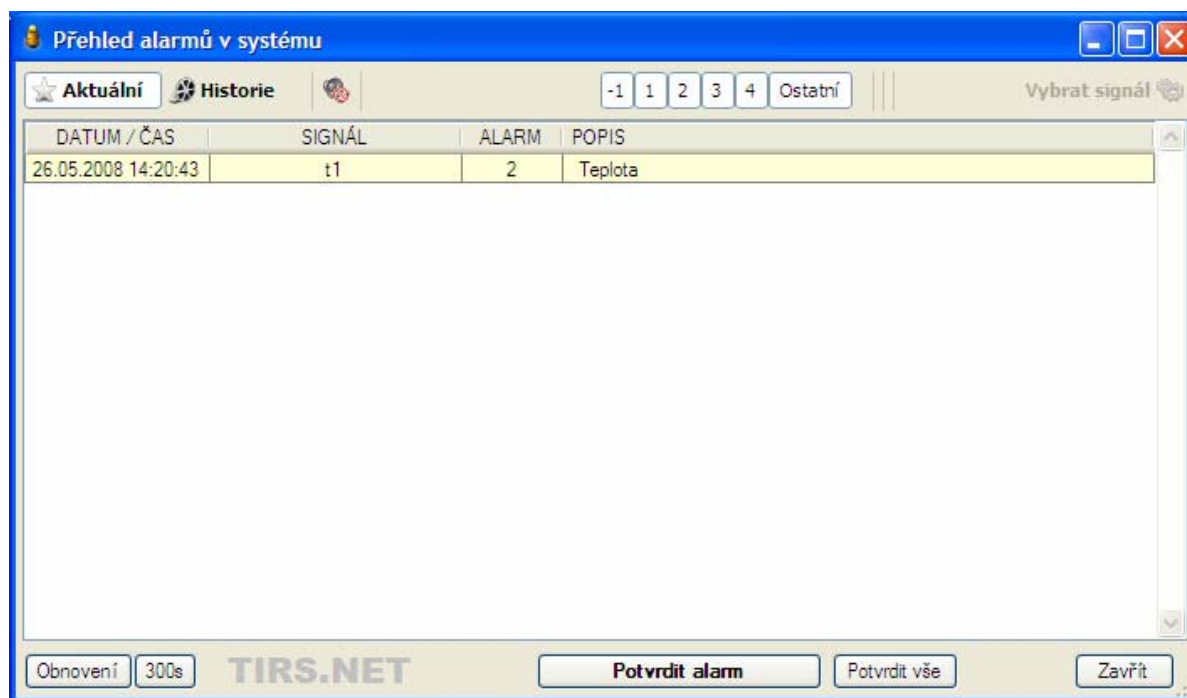 Přehled alarmů v systému
Aktuální Historie -1 1 2 3 4 Ostatní Vybrat signál
DATUM / ČAS SIGNÁL ALARM POPIS
26.05.2008 14:20:43 t1 2 Teplota
Obnovení 300s TIRS.NET Potvrdit alarm Potvrdit vše Zavřít